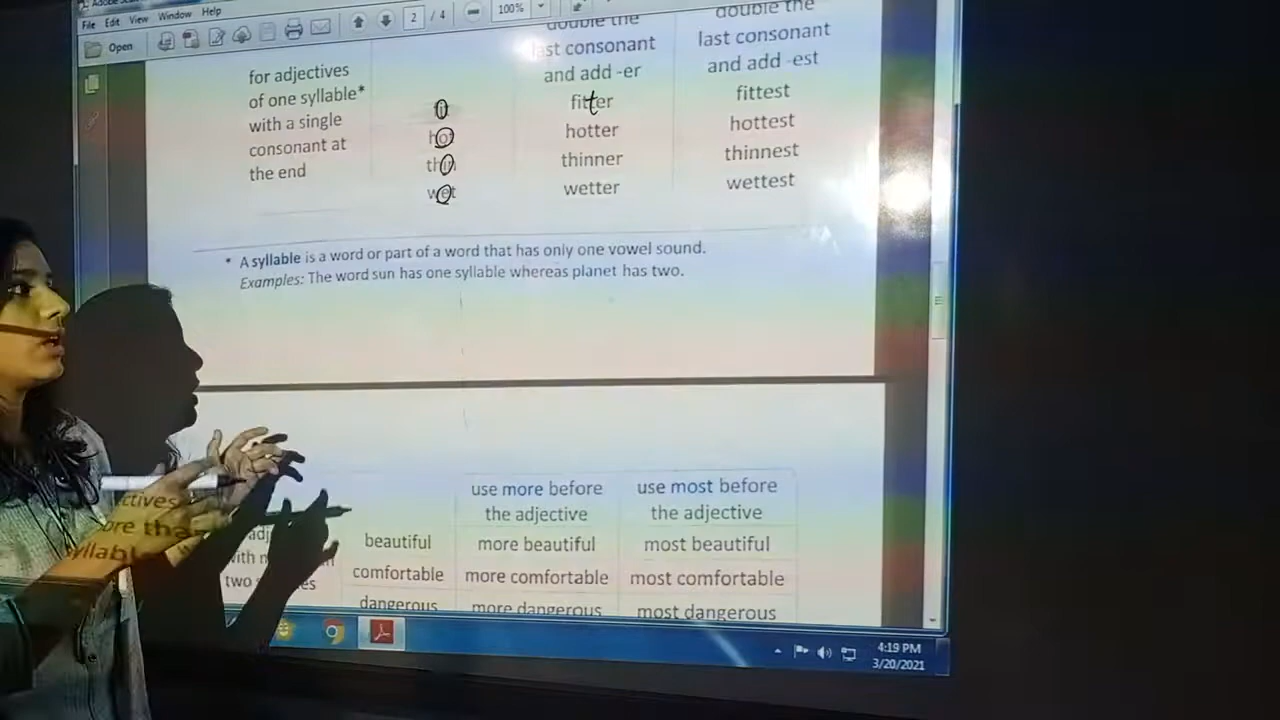 File Edit View Window Help
Open
2 / 4
100%
double the
last consonant
and add -er
double the
last consonant
and add -est
for adjectives
of one syllable*
with a single
consonant at
the end
fitter
fittest
hot
hotter
hottest
thin
thinner
thinnest
wet
wetter
wettest
* A syllable is a word or part of a word that has only one vowel sound.
Examples: The word sun has one syllable whereas planet has two.
use more before
the adjective
use most before
the adjective
beautiful
more beautiful
most beautiful
comfortable
more comfortable
most comfortable
dangerous
more dangerous
most dangerous
two
4:19 PM
3/20/2021